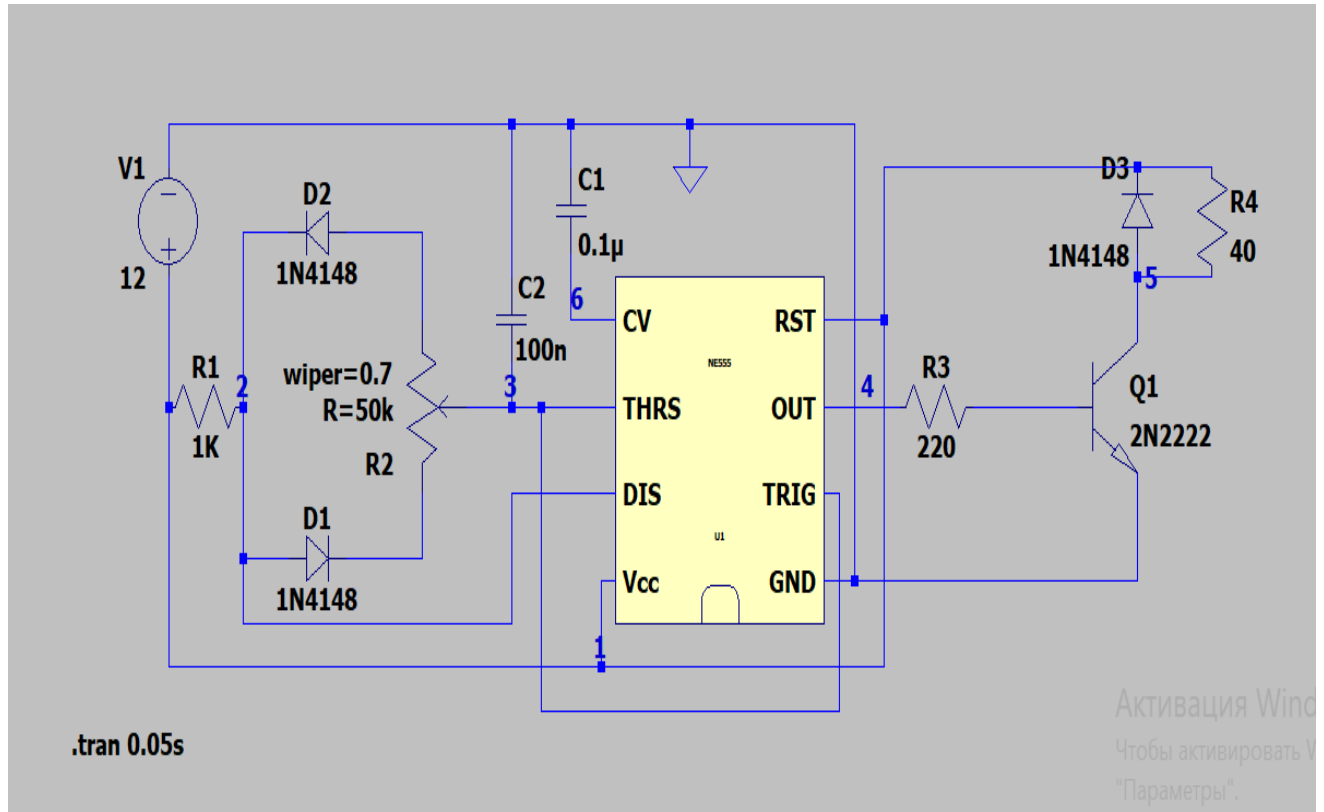 V1
12
D2
1N4148
C1
0.1µ
D3
1N4148
R4
40
5
C2
100n
6
R1
1K
2
wiper=0.7
R=50k
R2
3
CV
RST
NE555
THRS
OUT
4
R3
220
Q1
2N2222
DIS
TRIG
U1
D1
1N4148
Vcc
GND
1
.tran 0.05s
Активация Wind
Чтобы активировать
"Параметры".